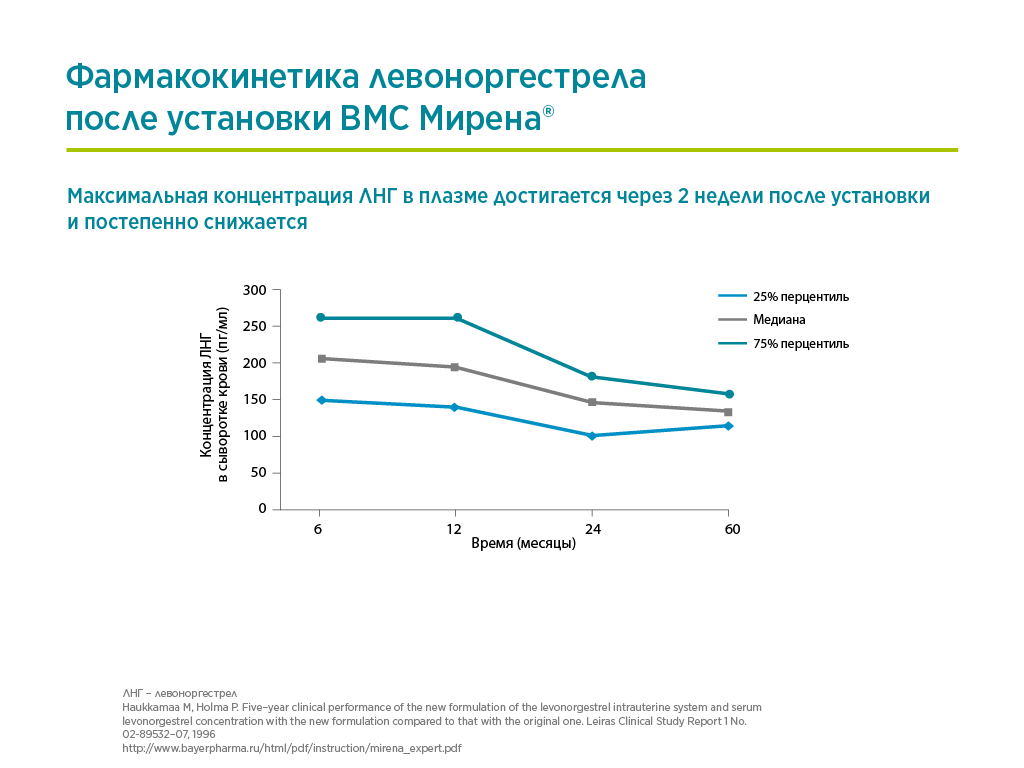 Фармакокинетика левоноргестрела
после установки ВМС Мирена®
Максимальная концентрация ЛНГ в плазме достигается через 2 недели после установки
и постепенно снижается
Концентрация ЛНГ
в сыворотке крови (пг/мл)
300
250
200
150
100
50
0
6
12
24
60
Время (месяцы)
25% перцентиль
Медиана
75% перцентиль
ЛНГ – левоноргестрел
Haukkamaa M, Holma P. Five–year clinical performance of the new formulation of the levonorgestrel intrauterine system and serum
levonorgestrel concentration with the new formulation compared to that with the original one. Leiras Clinical Study Report 1 No.
02-89532–07, 1996
http://www.bayerpharma.ru/html/pdf/instruction/mirena_expert.pdf